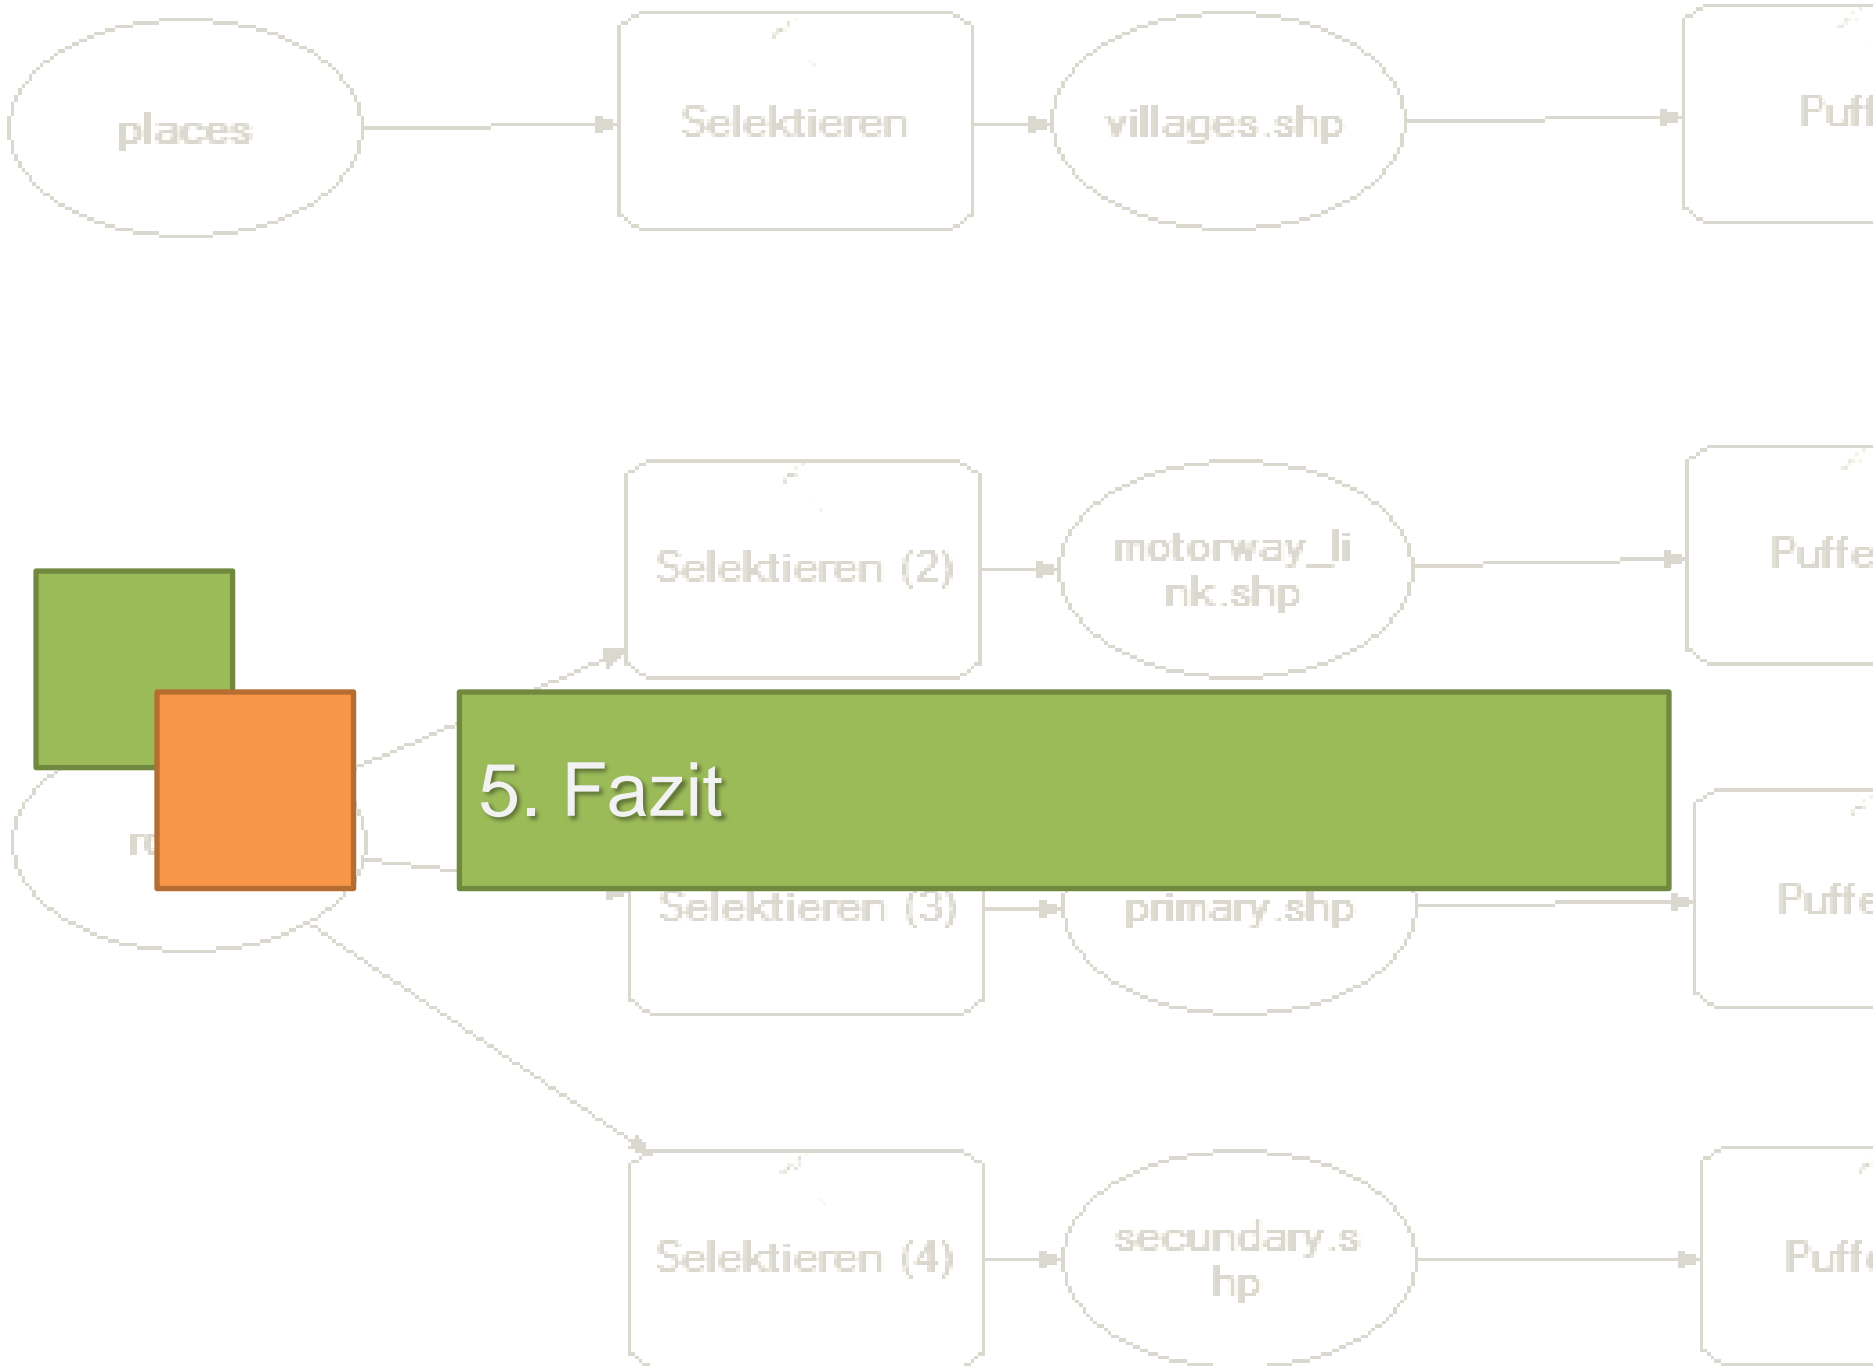 places
Selektieren
villages.shp
Selektieren (2)
motorway_li
nk.shp
5. Fazit
Selektieren (3)
primary.shp
Selektieren (4)
secundary.s
hp